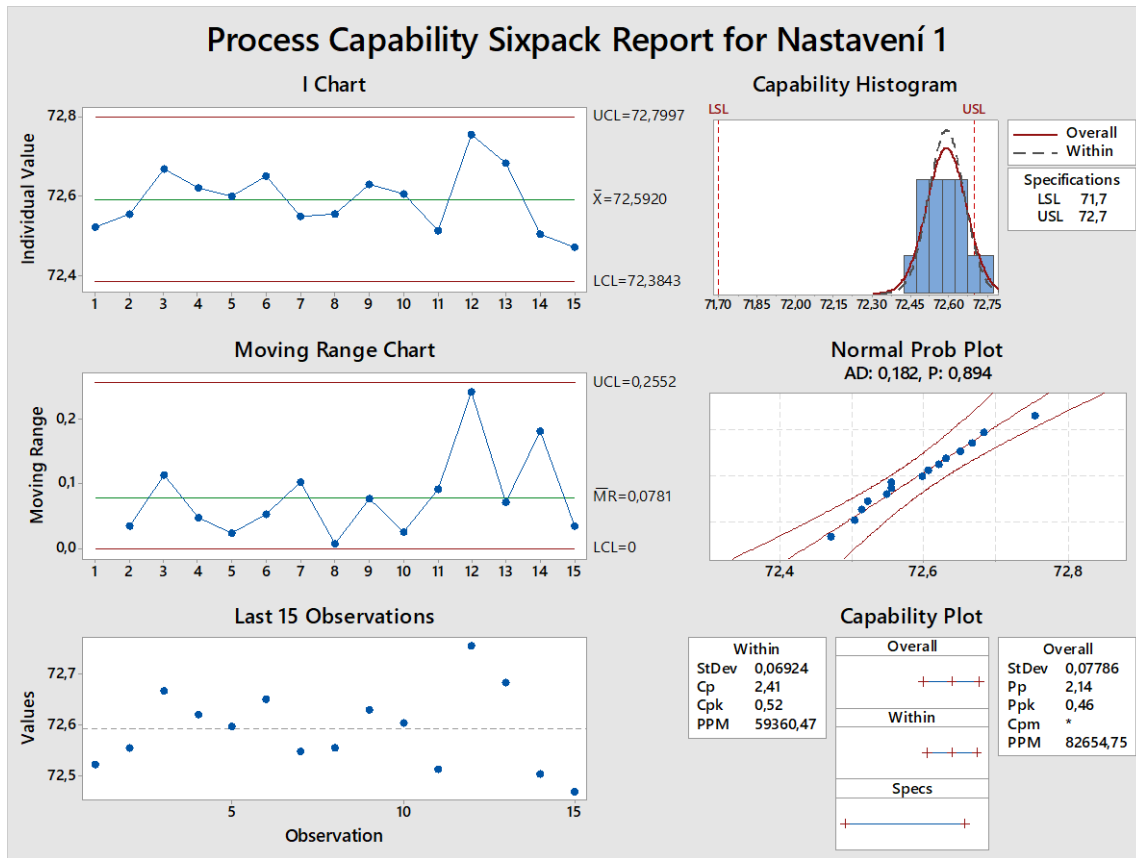 Process Capability Sixpack Report for Nastavení 1
I Chart
Individual Value
72,8
72,6
72,4
UCL=72,7997
X̄=72,5920
LCL=72,3843
1 2 3 4 5 6 7 8 9 10 11 12 13 14 15
Capability Histogram
LSL
USL
Overall
Within
Specifications
LSL 71,7
USL 72,7
71,70 71,85 72,00 72,15 72,30 72,45 72,60 72,75
Moving Range Chart
Moving Range
0,2
0,1
0,0
UCL=0,2552
M̄R̄=0,0781
LCL=0
1 2 3 4 5 6 7 8 9 10 11 12 13 14 15
Normal Prob Plot
AD: 0,182, P: 0,894
72,4 72,6 72,8
Last 15 Observations
Values
72,7
72,6
72,5
5 10 15
Observation
Capability Plot
Within
StDev 0,06924
Cp 2,41
Cpk 0,52
PPM 59360,47
Overall
Within
Specs
Overall
StDev 0,07786
Pp 2,14
Ppk 0,46
Cpm *
PPM 82654,75